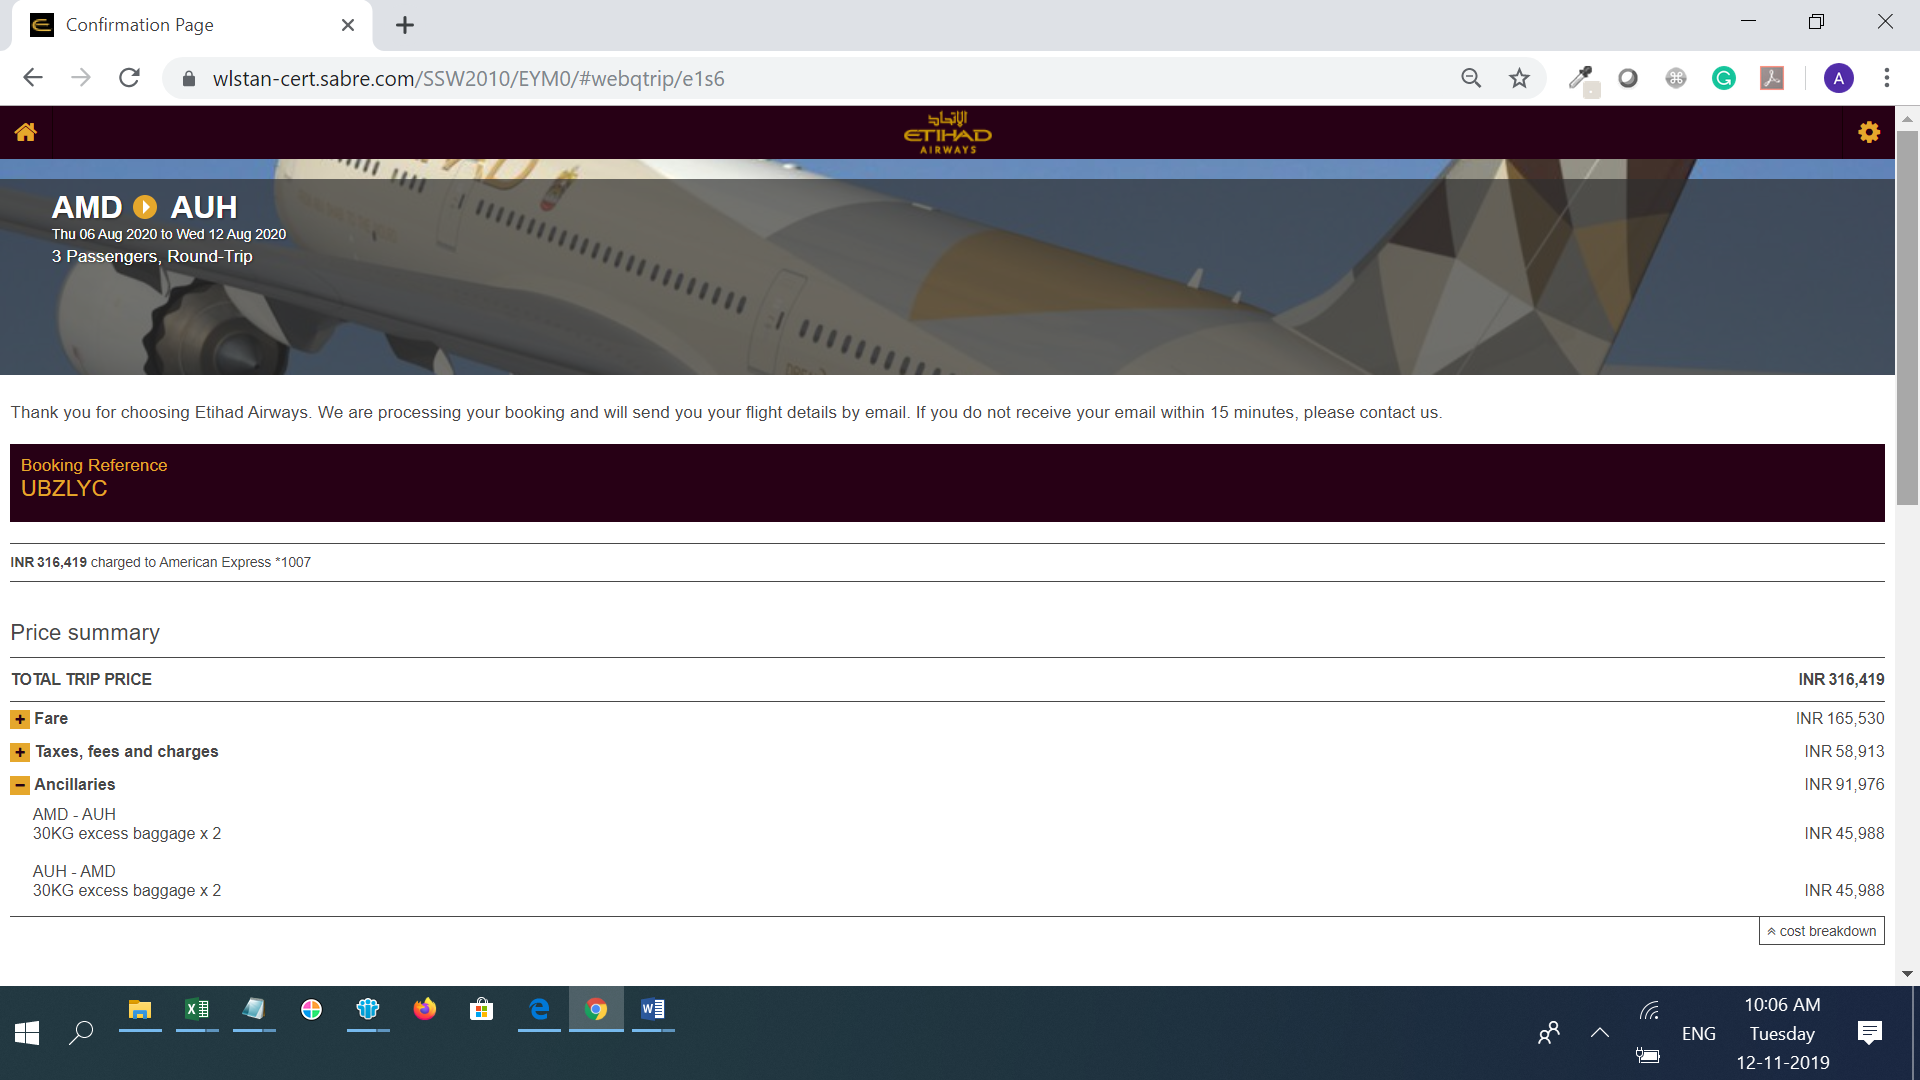 Confirmation Page
wlstan-cert.sabre.com/SSW2010/EYM0/#webqtrip/e1s6
A
الإتحاد
ETIHAD
AIRWAYS
AMD AUH
Thu 06 Aug 2020 to Wed 12 Aug 2020
3 Passengers, Round-Trip
Thank you for choosing Etihad Airways. We are processing your booking and will send you your flight details by email. If you do not receive your email within 15 minutes, please contact us.
Booking Reference
UBZLYC
INR 316,419 charged to American Express *1007
Price summary
TOTAL TRIP PRICE INR 316,419
Fare INR 165,530
Taxes, fees and charges INR 58,913
Ancillaries INR 91,976
AMD - AUH
30KG excess baggage x 2 INR 45,988
AUH - AMD
30KG excess baggage x 2 INR 45,988
cost breakdown
ENG
10:06 AM
Tuesday
12-11-2019